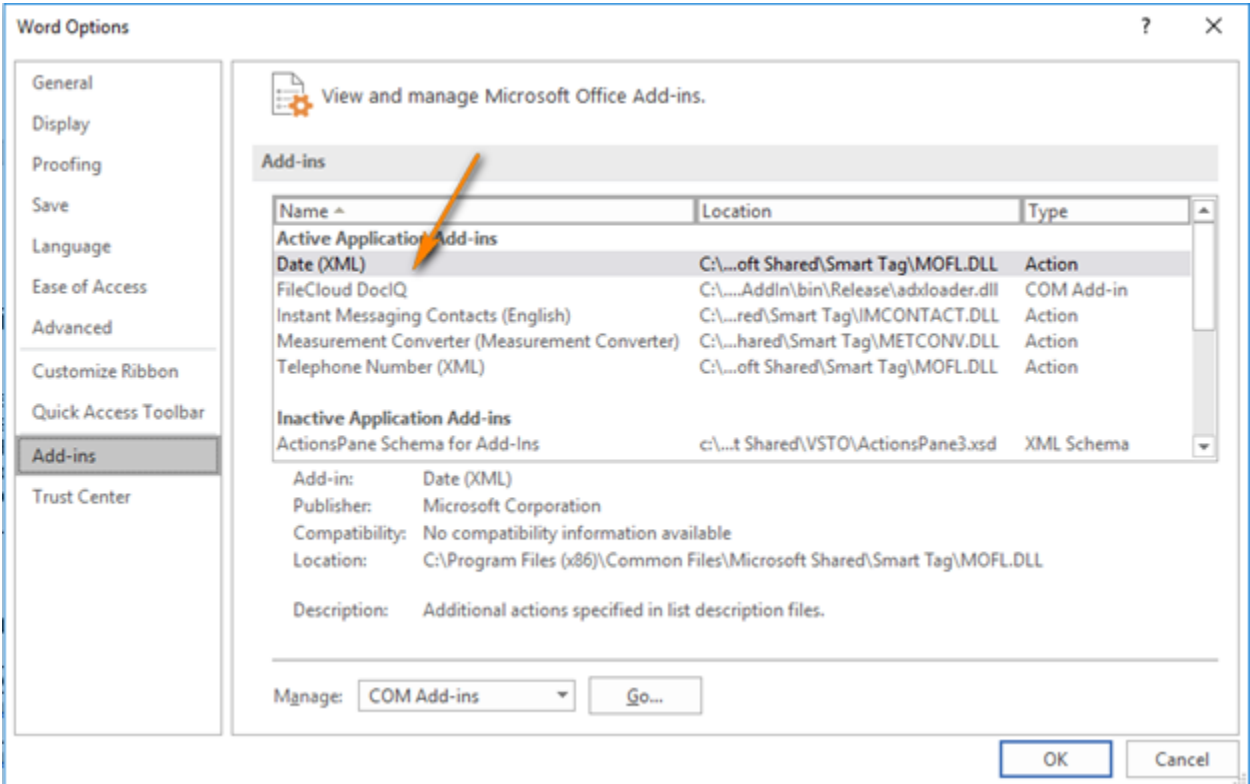 Word Options
?
General
Display
Proofing
Save
Language
Ease of Access
Advanced
Customize Ribbon
Quick Access Toolbar
Add-ins
Trust Center
View and manage Microsoft Office Add-ins.
Add-ins
Name Location Type
Active Application Add-ins
Date (XML) C:\...oft Shared\Smart Tag\MOFL.DLL Action
FileCloud DocIQ C:\....AddIn\bin\Release\adxloader.dll COM Add-in
Instant Messaging Contacts (English) C:\...red\Smart Tag\IMCONTACT.DLL Action
Measurement Converter (Measurement Converter) C:\...hared\Smart Tag\METCONV.DLL Action
Telephone Number (XML) C:\...oft Shared\Smart Tag\MOFL.DLL Action
Inactive Application Add-ins
ActionsPane Schema for Add-Ins c:\...t Shared\VSTO\ActionsPane3.xsd XML Schema
Add-in: Date (XML)
Publisher: Microsoft Corporation
Compatibility: No compatibility information available
Location: C:\Program Files (x86)\Common Files\Microsoft Shared\Smart Tag\MOFL.DLL
Description: Additional actions specified in list description files.
Manage: COM Add-ins Go...
OK Cancel